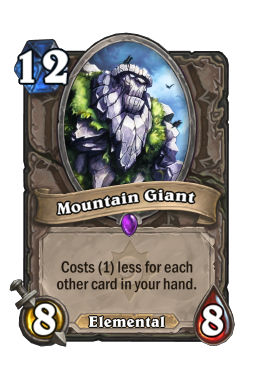 12
Mountain Giant
Costs (1) less for each
other card in your hand.
8
Elemental
8